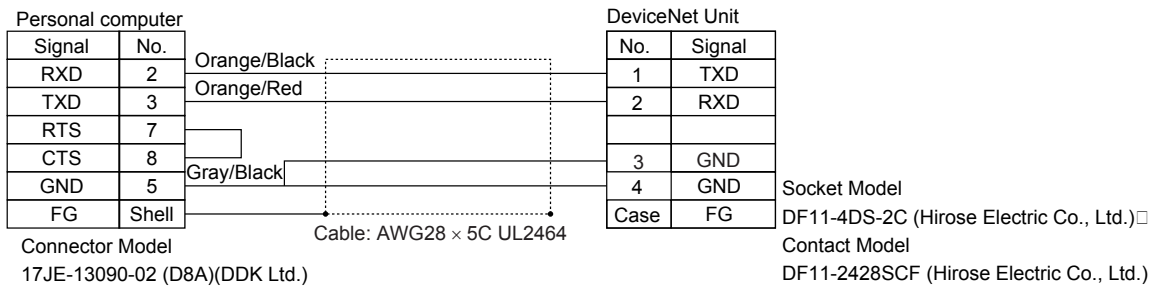 Personal computer
DeviceNet Unit
Signal No.
No. Signal
RXD 2 Orange/Black 1 TXD
TXD 3 Orange/Red 2 RXD
RTS 7
CTS 8 3 GND
GND 5 Gray/Black 4 GND
FG Shell Case FG
Cable: AWG28 × 5C UL2464
Connector Model
17JE-13090-02 (D8A)(DDK Ltd.)
Socket Model
DF11-4DS-2C (Hirose Electric Co., Ltd.)□
Contact Model
DF11-2428SCF (Hirose Electric Co., Ltd.)